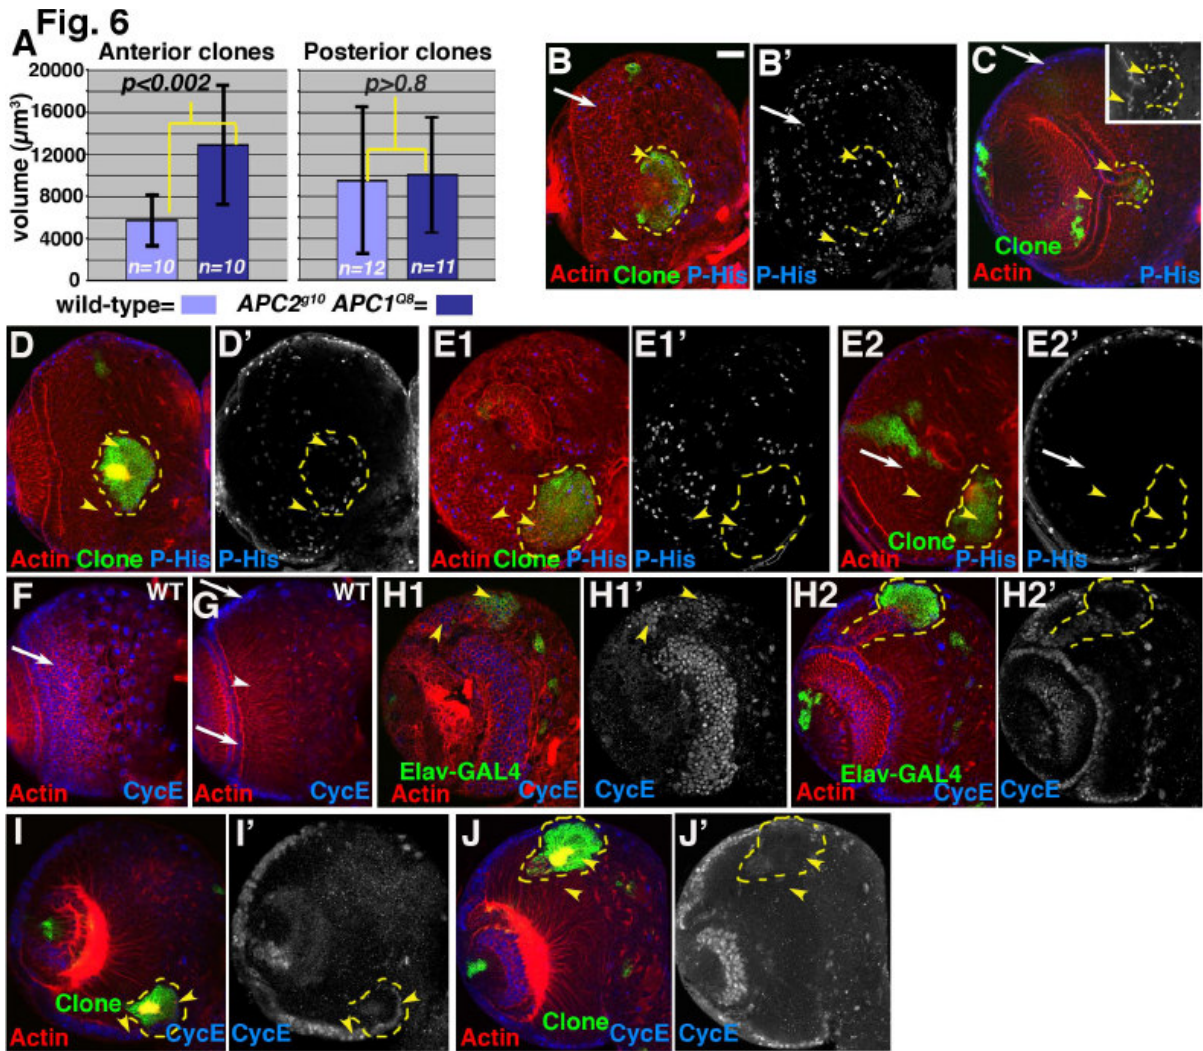 Fig. 6
A
Anterior clones
Posterior clones
volume (µm³)
20000
16000
12000
8000
4000
0
p<0.002
p>0.8
n=10
n=10
n=12
n=11
wild-type=
APC2g10 APC1Q8=
B
Actin Clone P-His
B'
P-His
C
Clone
Actin
P-His
D
Actin Clone P-His
D'
P-His
E1
Actin Clone P-His
E1'
P-His
E2
Clone
Actin
P-His
E2'
P-His
F
WT
Actin
CycE
G
WT
Actin
CycE
H1
Elav-GAL4
Actin
CycE
H1'
CycE
H2
Elav-GAL4
Actin
CycE
H2'
CycE
I
Clone
Actin
CycE
I'
CycE
J
Clone
Actin
CycE
J'
CycE